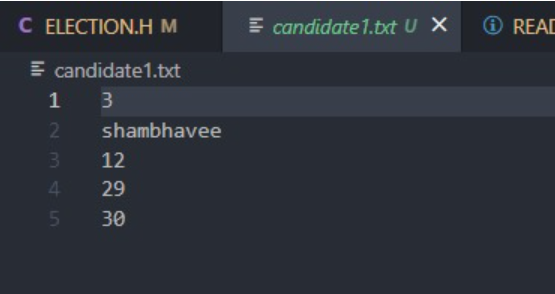 C ELECTION.H M candidate1.txt U × READ
candidate1.txt
1 3
2 shambhavee
3 12
4 29
5 30